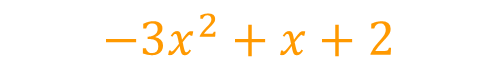 −3x² + x + 2